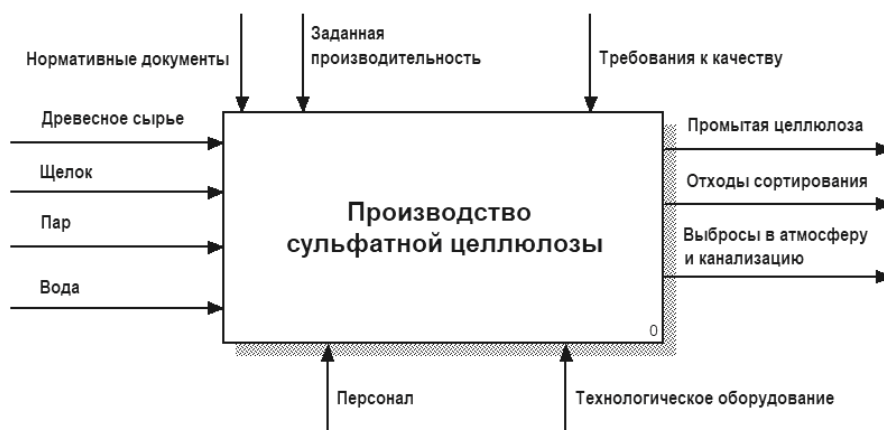 Заданная
производительность
Нормативные документы
Требования к качеству
Древесное сырье
Щелок
Пар
Вода
Производство
сульфатной целлюлозы
0
Промытая целлюлоза
Отходы сортирования
Выбросы в атмосферу
и канализацию
Персонал
Технологическое оборудование